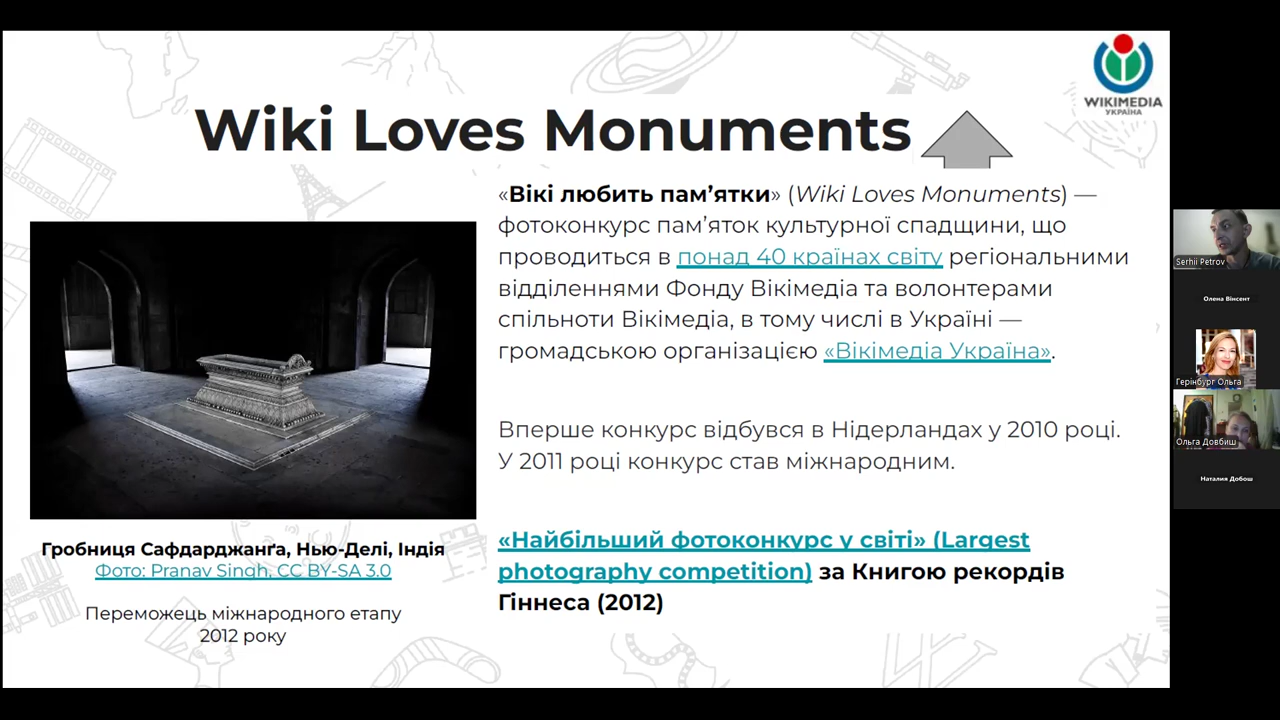 WIKIMEDIA
УКРАЇНА
Wiki Loves Monuments
«Вікі любить пам’ятки» (Wiki Loves Monuments) —
фотоконкурс пам’яток культурної спадщини, що
проводиться в понад 40 країнах світу регіональними
відділеннями Фонду Вікімедіа та волонтерами
спільноти Вікімедіа, в тому числі в Україні —
громадською організацією «Вікімедіа Україна».
Вперше конкурс відбувся в Нідерландах у 2010 році.
У 2011 році конкурс став міжнародним.
«Найбільший фотоконкурс у світі» (Largest
photography competition) за Книгою рекордів
Гіннеса (2012)
Гробниця Сафдарджанґа, Нью-Делі, Індія
Фото: Pranav Singh, CC BY-SA 3.0
Переможець міжнародного етапу
2012 року
Serhii Petrov
Олена Вінсент
Герінбург Ольга
Ольга Довбиш
Наталия Добош